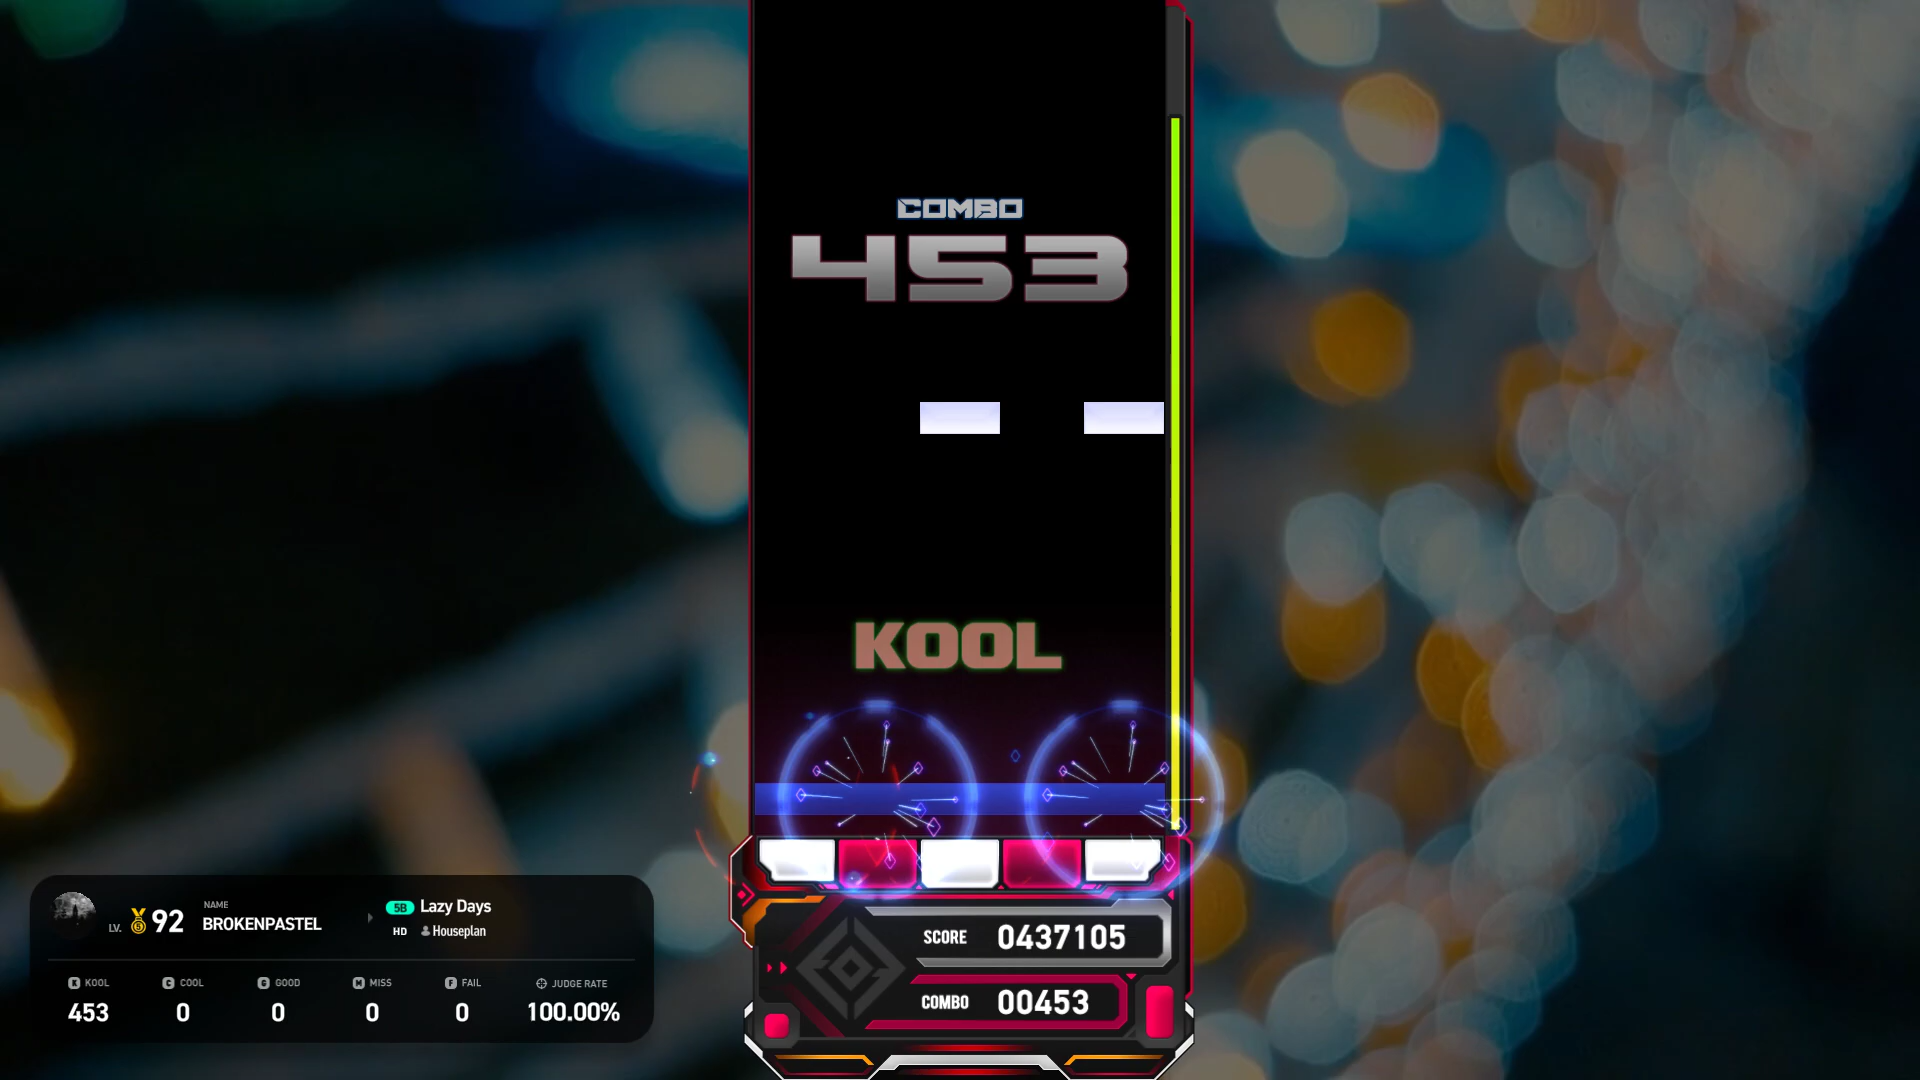 COMBO
453
KOOL
LV. 5 92
NAME
BROKENPASTEL
5B Lazy Days
HD Houseplan
K KOOL C COOL G GOOD M MISS F FAIL JUDGE RATE
453 0 0 0 0 100.00%
SCORE 0437105
COMBO 00453